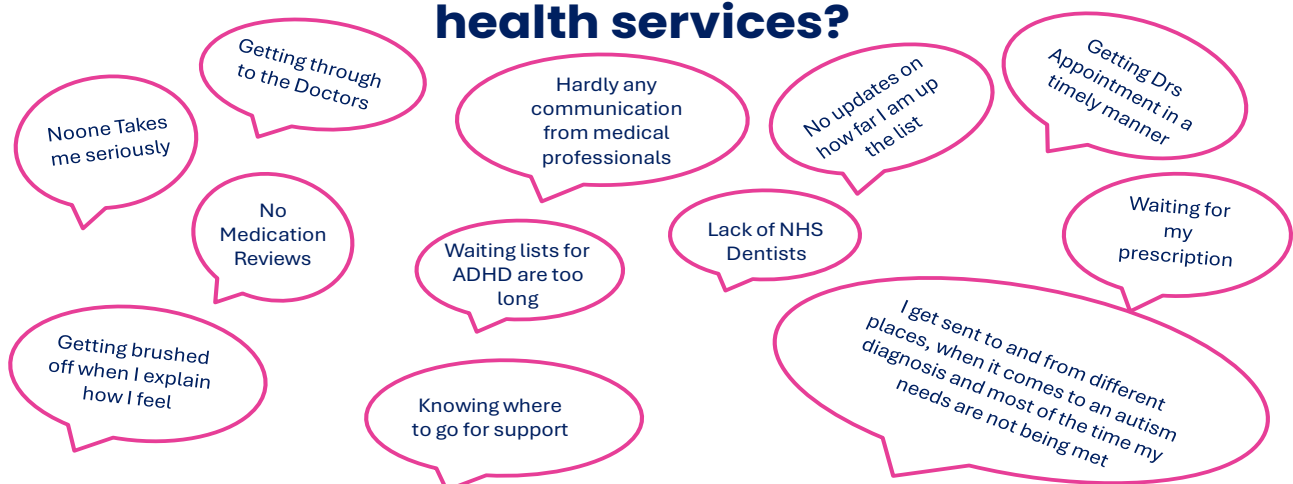 health services?
Getting through
to the Doctors
Noone Takes
me seriously
Hardly any
communication
from medical
professionals
No updates on
how far I am up
the list
Getting Drs
Appointment in a
timely manner
No
Medication
Reviews
Waiting lists for
ADHD are too
long
Lack of NHS
Dentists
Waiting for
my
prescription
Getting brushed
off when I explain
how I feel
Knowing where
to go for support
I get sent to and from different
places, when it comes to an autism
diagnosis and most of the time my
needs are not being met